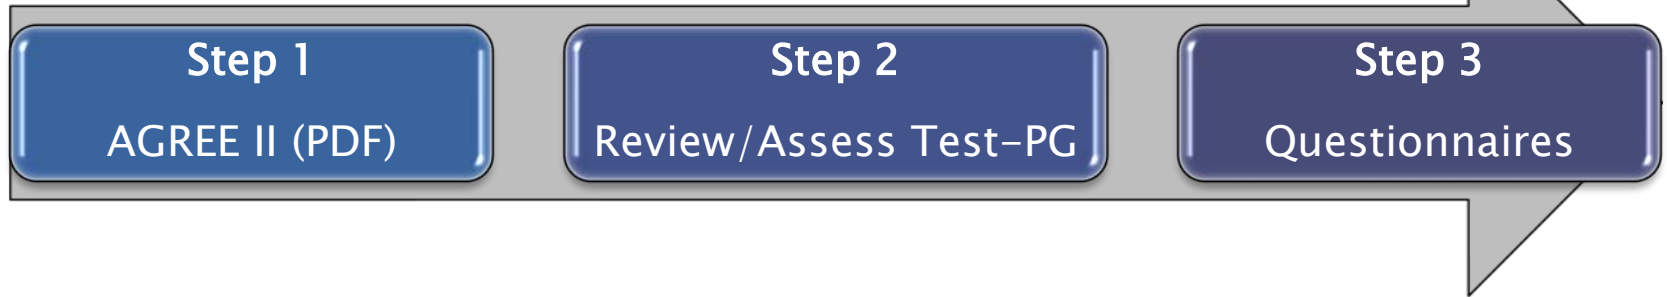 Step 1
AGREE II (PDF)
Step 2
Review/Assess Test-PG
Step 3
Questionnaires